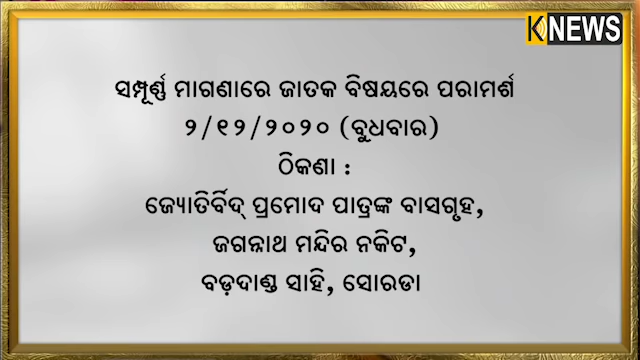 KNEWS
ସମ୍ପୂର୍ଣ୍ଣ ମାଗଣାରେ ଜାତକ ବିଷୟରେ ପରାମର୍ଶ
୨/୧୨/୨୦୨୦ (ବୁଧବାର)
ଠିକଣା :
ଜ୍ୟୋତିର୍ବିଦ୍ ପ୍ରମୋଦ ପାତ୍ରଙ୍କ ବାସଗୃହ,
ଜଗନ୍ନାଥ ମନ୍ଦିର ନକିଟ,
ବଡ଼ଦାଣ୍ଡ ସାହି, ସୋରଡା